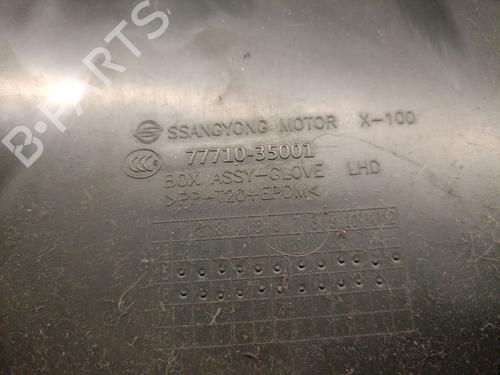 B-PARTS
SSANGYONG MOTOR X-100
77710-35001
BOX ASSY-GLOVE LHD
>PP-T20+EPDM<